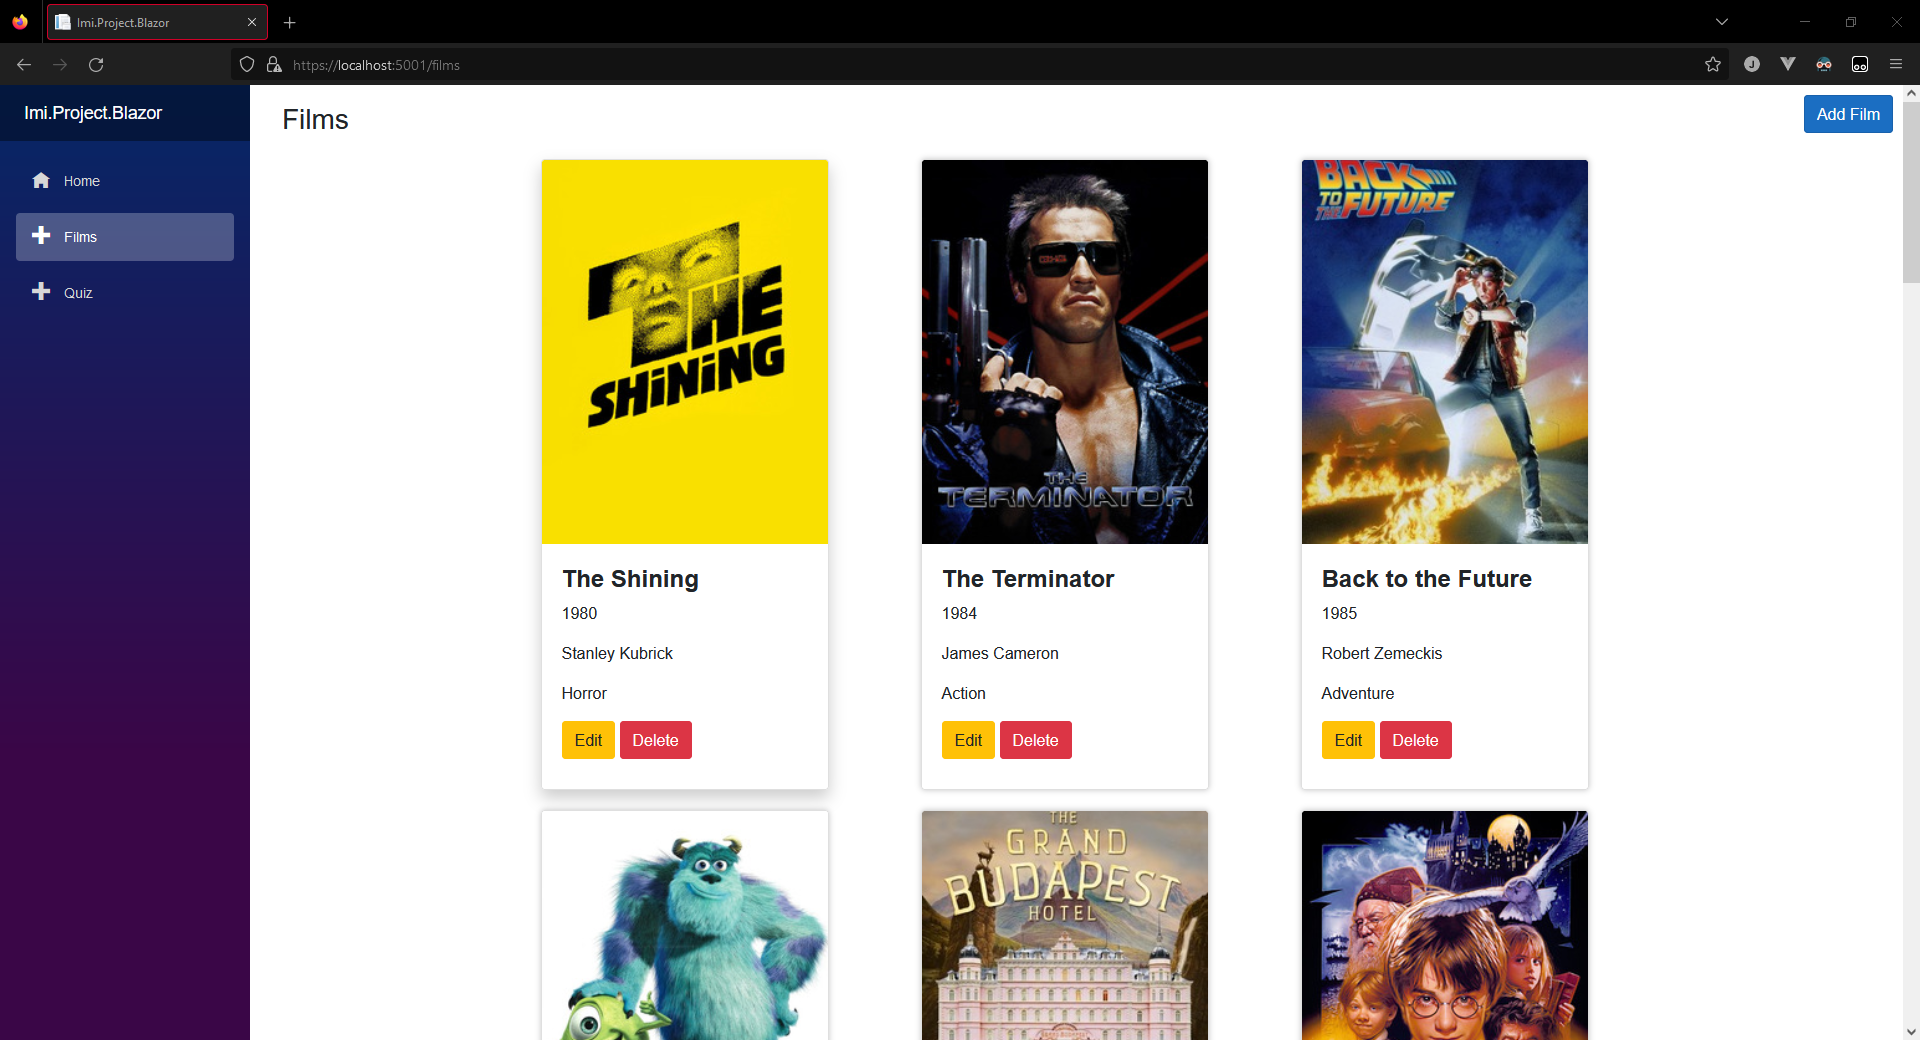 Imi.Project.Blazor
https://localhost:5001/films
J
Imi.Project.Blazor
Home
Films
Quiz
Films
Add Film
THE
SHiNiNG
THE
TERMINATOR
BACK
TO
THE FUTURE
The Shining
1980
Stanley Kubrick
Horror
Edit Delete
The Terminator
1984
James Cameron
Action
Edit Delete
Back to the Future
1985
Robert Zemeckis
Adventure
Edit Delete
THE
GRAND
BUDAPEST
HOTEL